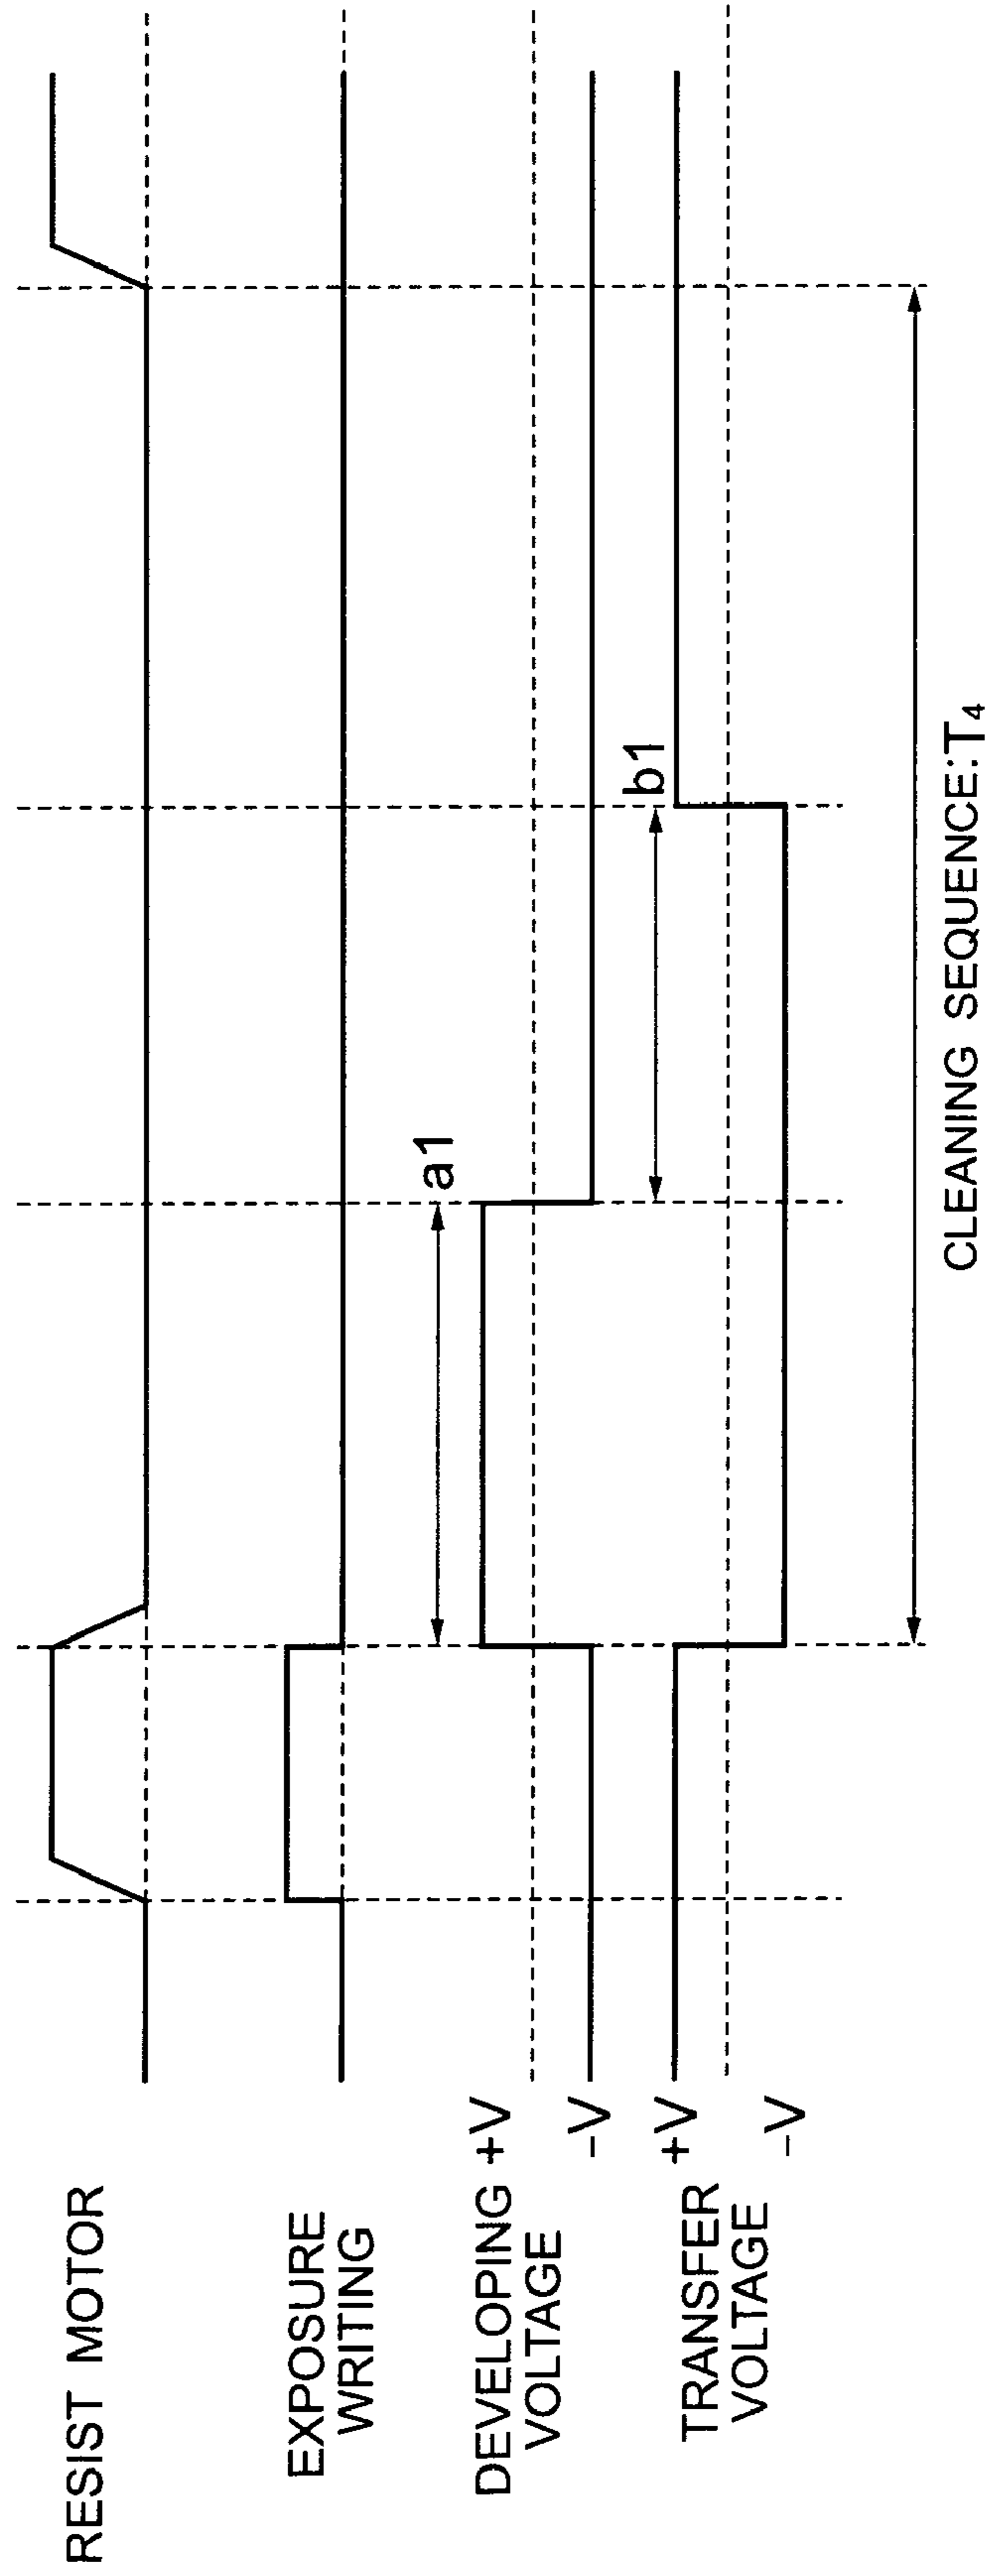 RESIST MOTOR
EXPOSURE
WRITING
DEVELOPING
VOLTAGE
+V
-V
TRANSFER
VOLTAGE
+V
-V
a1
b1
CLEANING SEQUENCE:T4